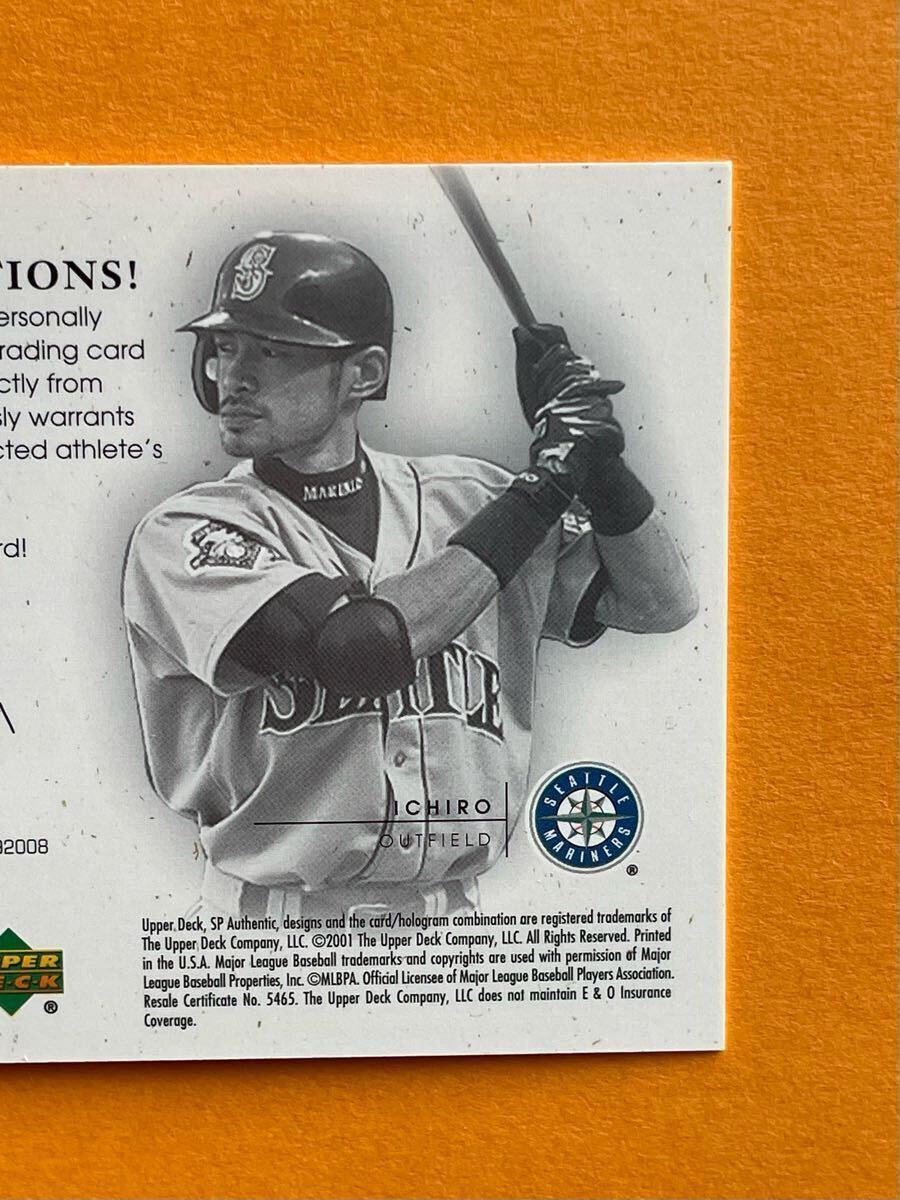 TIONS!
ersonally
rading card
ctly from
sly warrants
cted athlete's
rd!
S
MARINE
SEATTLE
ICHIRO
OUTFIELD
SEATTLE
MARINERS
®
92008
PER
E-C-K
®
Upper Deck, SP Authentic, designs and the card/hologram combination are registered trademarks of
The Upper Deck Company, LLC. ©2001 The Upper Deck Company, LLC. All Rights Reserved. Printed
in the U.S.A. Major League Baseball trademarks and copyrights are used with permission of Major
League Baseball Properties, Inc. ©MLBPA. Official Licensee of Major League Baseball Players Association.
Resale Certificate No. 5465. The Upper Deck Company, LLC does not maintain E & O Insurance
Coverage.